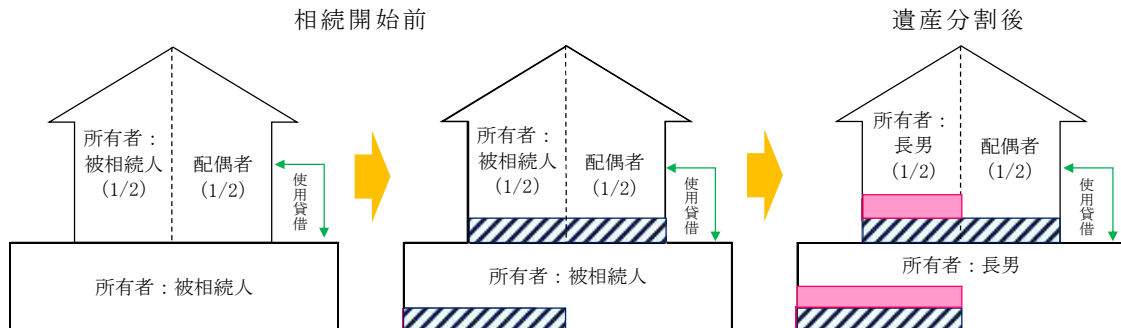 相続開始前
遺産分割後
所有者：
被相続人
(1/2)
配偶者
(1/2)
使用貸借
所有者：被相続人
所有者：
被相続人
(1/2)
配偶者
(1/2)
使用貸借
所有者：被相続人
所有者：
長男
(1/2)
配偶者
(1/2)
使用貸借
所有者：長男